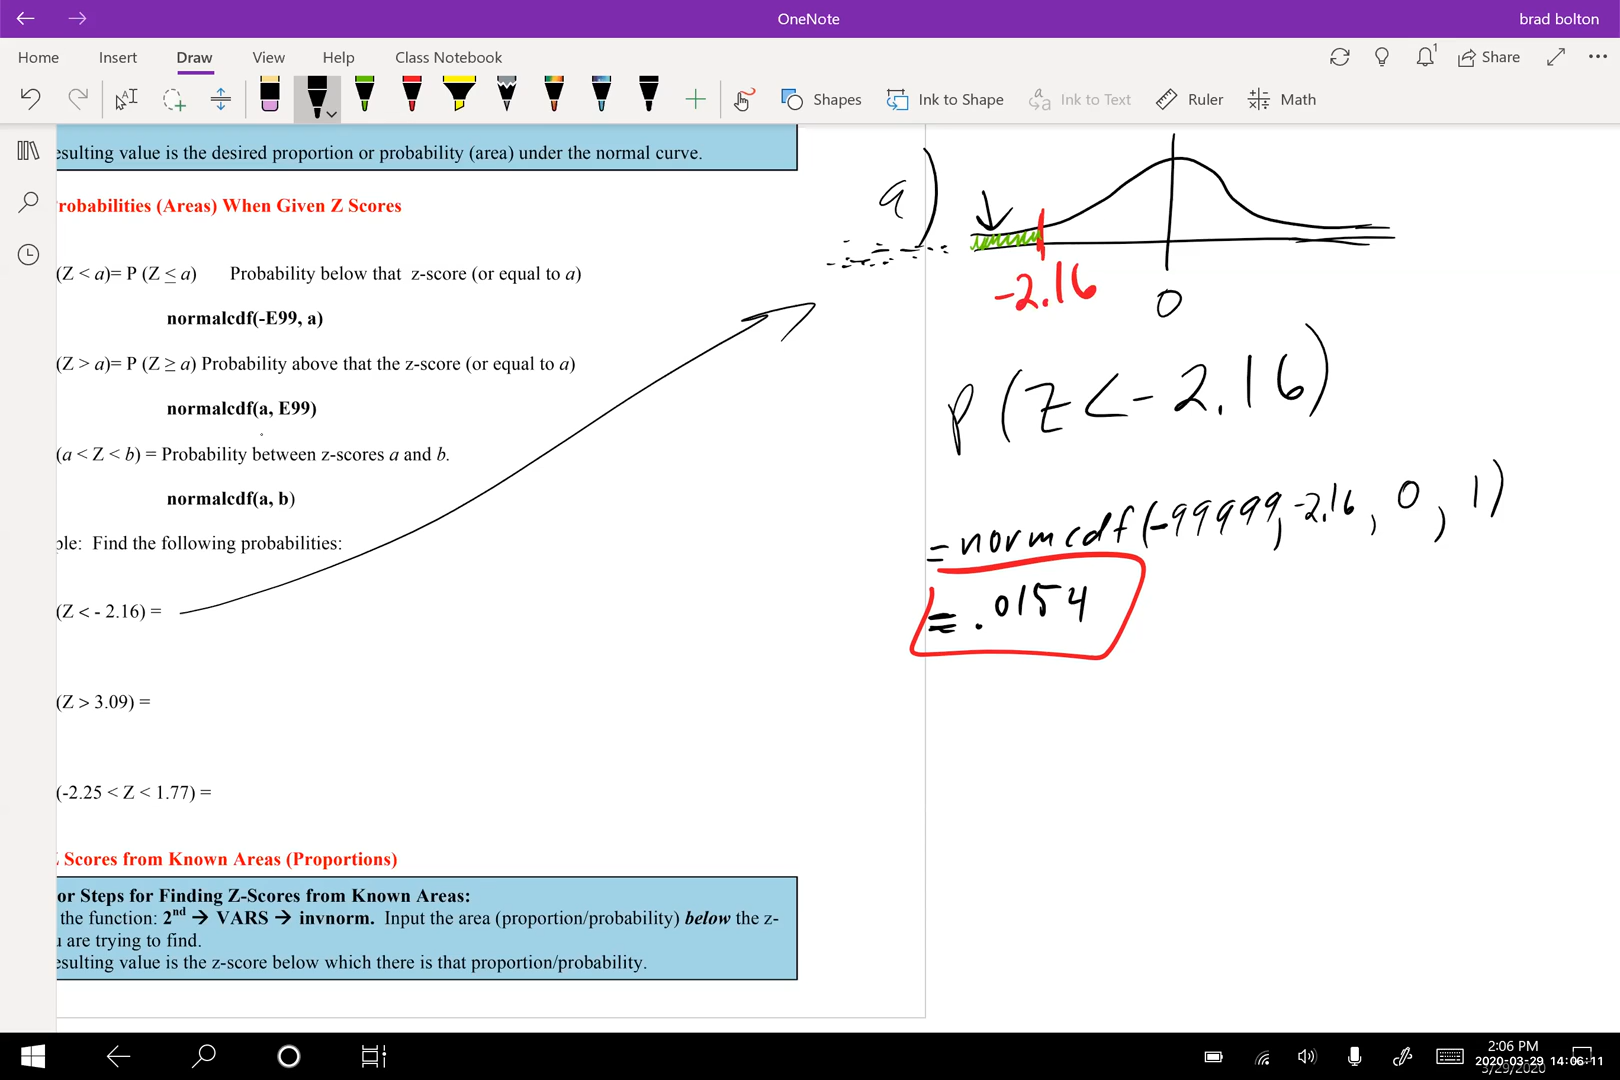 OneNote
brad bolton
Home Insert Draw View Help Class Notebook
1
Share
Shapes
Ink to Shape
Ink to Text
Ruler
Math
esulting value is the desired proportion or probability (area) under the normal curve.
robabilities (Areas) When Given Z Scores
(Z < a)= P (Z ≤ a) Probability below that z-score (or equal to a)
normalcdf(-E99, a)
(Z > a)= P (Z ≥ a) Probability above that the z-score (or equal to a)
normalcdf(a, E99)
(a < Z < b) = Probability between z-scores a and b.
normalcdf(a, b)
ple: Find the following probabilities:
(Z < - 2.16) =
(Z > 3.09) =
(-2.25 < Z < 1.77) =
Z Scores from Known Areas (Proportions)
or Steps for Finding Z-Scores from Known Areas:
the function: 2nd → VARS → invnorm. Input the area (proportion/probability) below the z-
u are trying to find.
esulting value is the z-score below which there is that proportion/probability.
a)
-2.16
0
P(Z<-2.16)
= normcdf(-99999, -2.16, 0, 1)
= .0154
2:06 PM
2020-03-29 14:06:11
3/29/2020